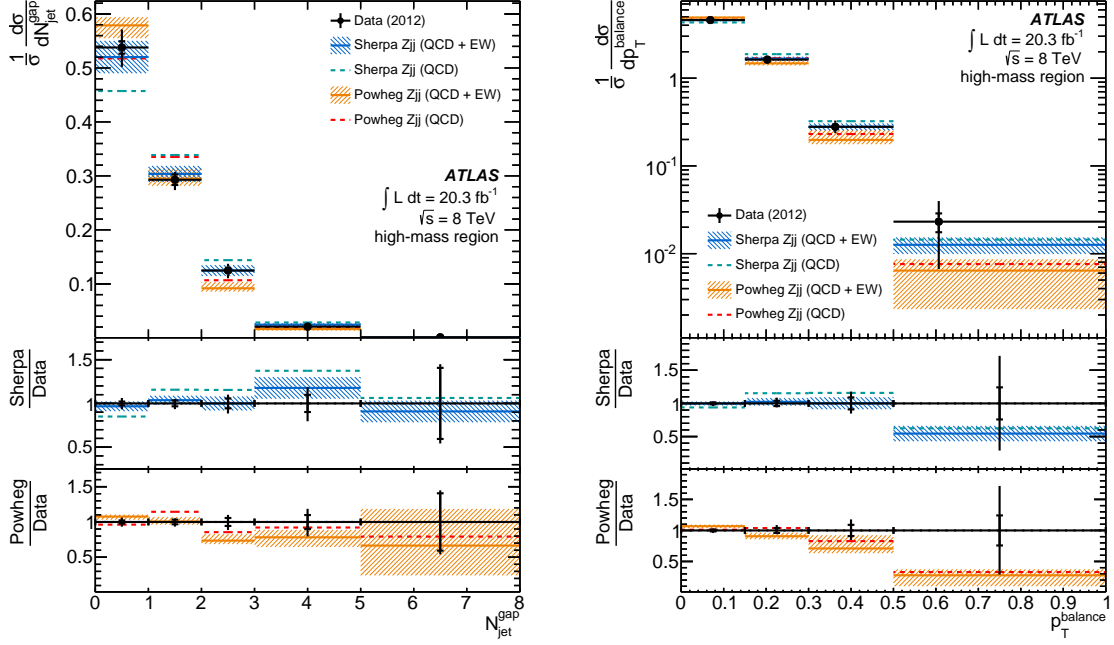 1/σ dσ/dN_jet^gap
0.6
0.5
0.4
0.3
0.2
0.1
Data (2012)
Sherpa Zjj (QCD + EW)
Sherpa Zjj (QCD)
Powheg Zjj (QCD + EW)
Powheg Zjj (QCD)
ATLAS
∫ L dt = 20.3 fb^-1
√s = 8 TeV
high-mass region
Sherpa
Data
1.5
1
0.5
Powheg
Data
1.5
1
0.5
0 1 2 3 4 5 6 7 8
N_jet^gap
1/σ dσ/dp_T^balance
1
10^-1
10^-2
ATLAS
∫ L dt = 20.3 fb^-1
√s = 8 TeV
high-mass region
Data (2012)
Sherpa Zjj (QCD + EW)
Sherpa Zjj (QCD)
Powheg Zjj (QCD + EW)
Powheg Zjj (QCD)
Sherpa
Data
1.5
1
0.5
Powheg
Data
1.5
1
0.5
0 0.1 0.2 0.3 0.4 0.5 0.6 0.7 0.8 0.9 1
p_T^balance